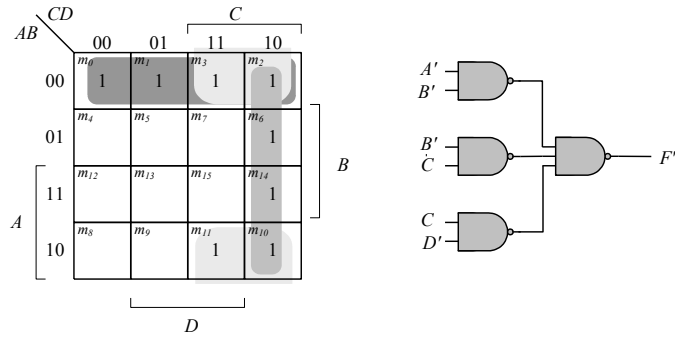 CD
C
AB
00 01 11 10
00 m0 1 m1 1 m3 1 m2 1
01 m4 m5 m7 m6 1
11 m12 m13 m15 m14 1
10 m8 m9 m11 1 m10 1
A
B
D
A′
B′
B′
C
C
D′
F′